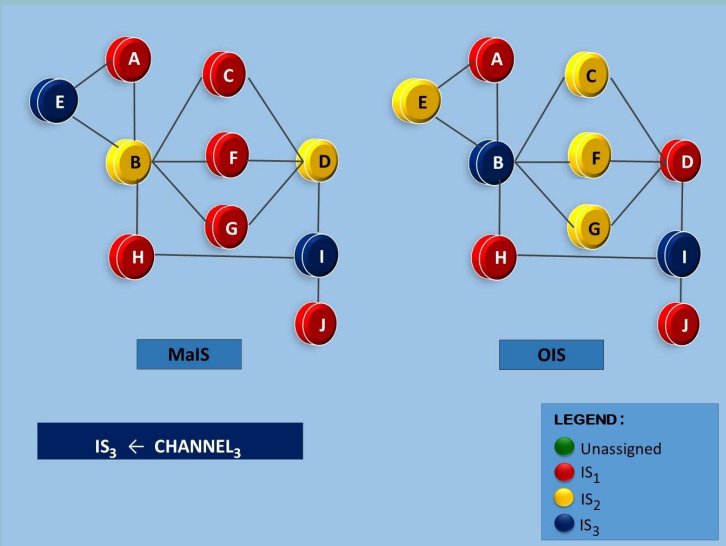 A
E
C
B
F
D
G
H
I
J
MaIS
A
E
C
B
F
D
G
H
I
J
OIS
IS₃ ← CHANNEL₃
LEGEND :
Unassigned
IS₁
IS₂
IS₃